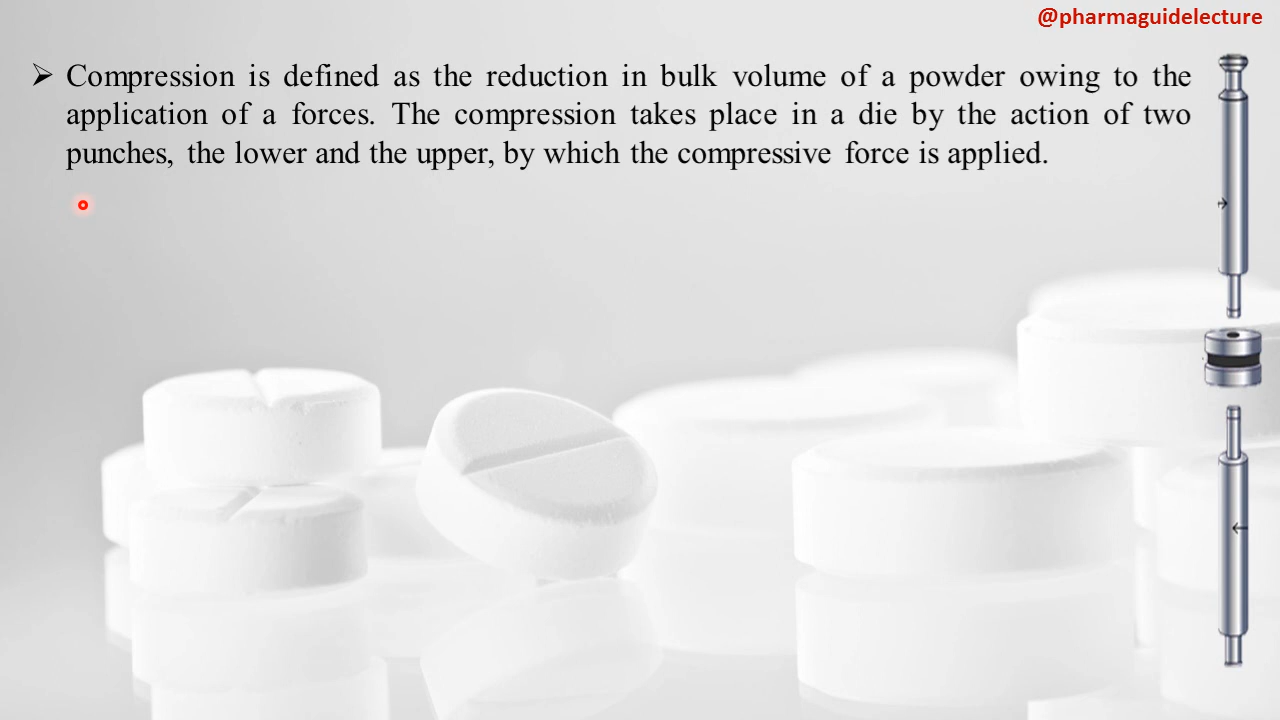 @pharmaguidelecture
Compression is defined as the reduction in bulk volume of a powder owing to the
application of a forces. The compression takes place in a die by the action of two
punches, the lower and the upper, by which the compressive force is applied.